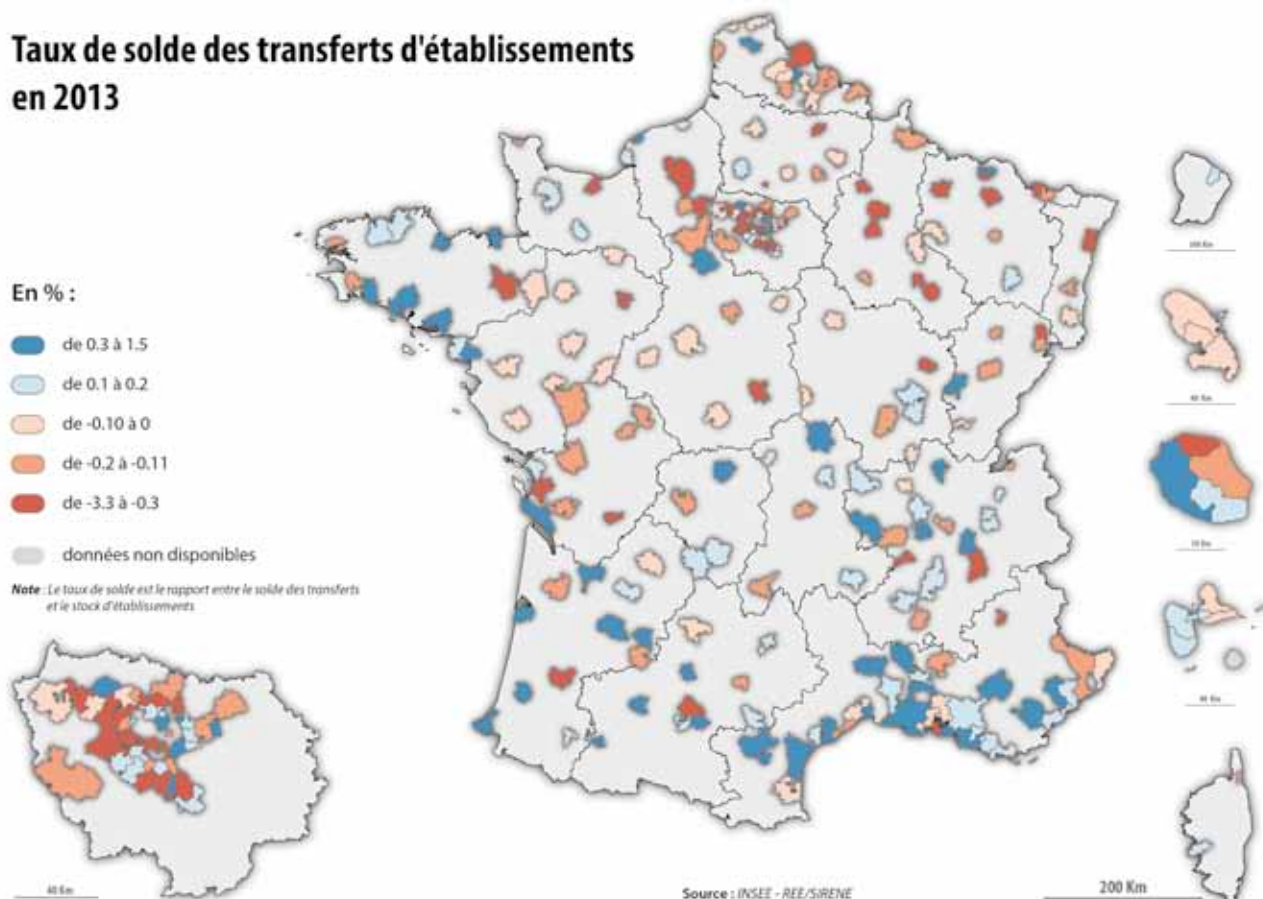 Taux de solde des transferts d'établissements
en 2013
En % :
de 0.3 à 1.5
de 0.1 à 0.2
de -0.10 à 0
de -0.2 à -0.11
de -3.3 à -0.3
données non disponibles
Note : Le taux de solde est le rapport entre le solde des transferts
et le stock d'établissements
40 Km
Source : INSEE - REE/SIRENE
200 Km